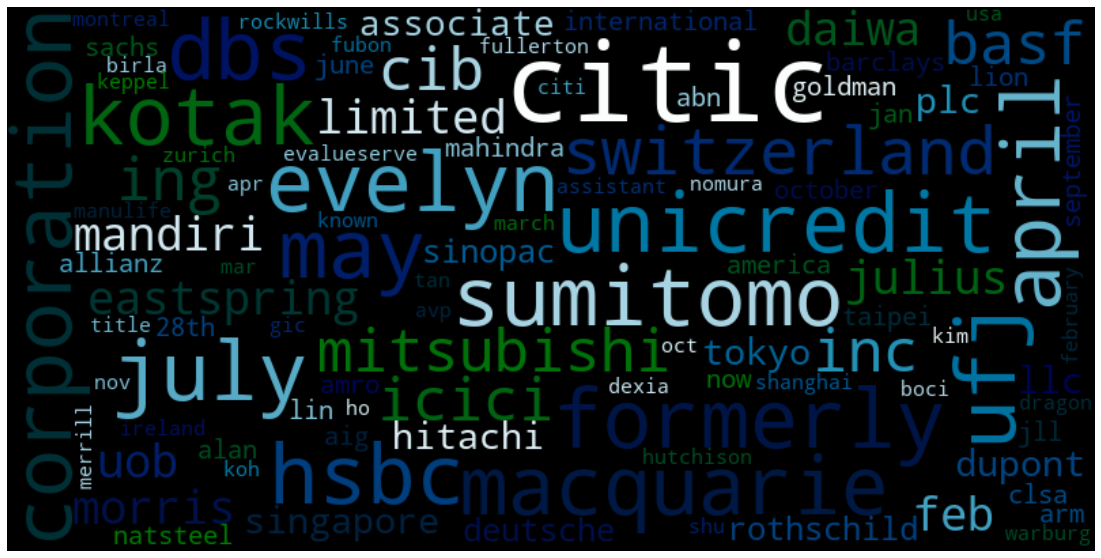 montreal
rockwills
associate
international
daiwa
usa
basf
sachs
dbs
fubon
fullerton
citic
birla
june
cib
barclays
lion
keppel
citi
abn
goldman
plc
kotak
limited
jan
april
corporation
zurich
evalueserve
mahindra
switzerland
september
ing
apr
evelyn
assistant
nomura
october
manulife
known
march
unicredit
mandiri
may
sinopac
allianz
mar
tan
america
julius
eastspring
avp
sumitomo
taipei
february
title
28th
gic
kim
july
mitsubishi
oct
tokyo
inc
ufj
nov
amro
dexia
now
shanghai
boci
llc
lin
ho
icici
formerly
dragon
merrill
ireland
aig
hitachi
jll
uob
alan
koh
hsbc
macquarie
hutchison
dupont
morris
clsa
singapore
deutsche
shu
rothschild
feb
arm
natsteel
warburg